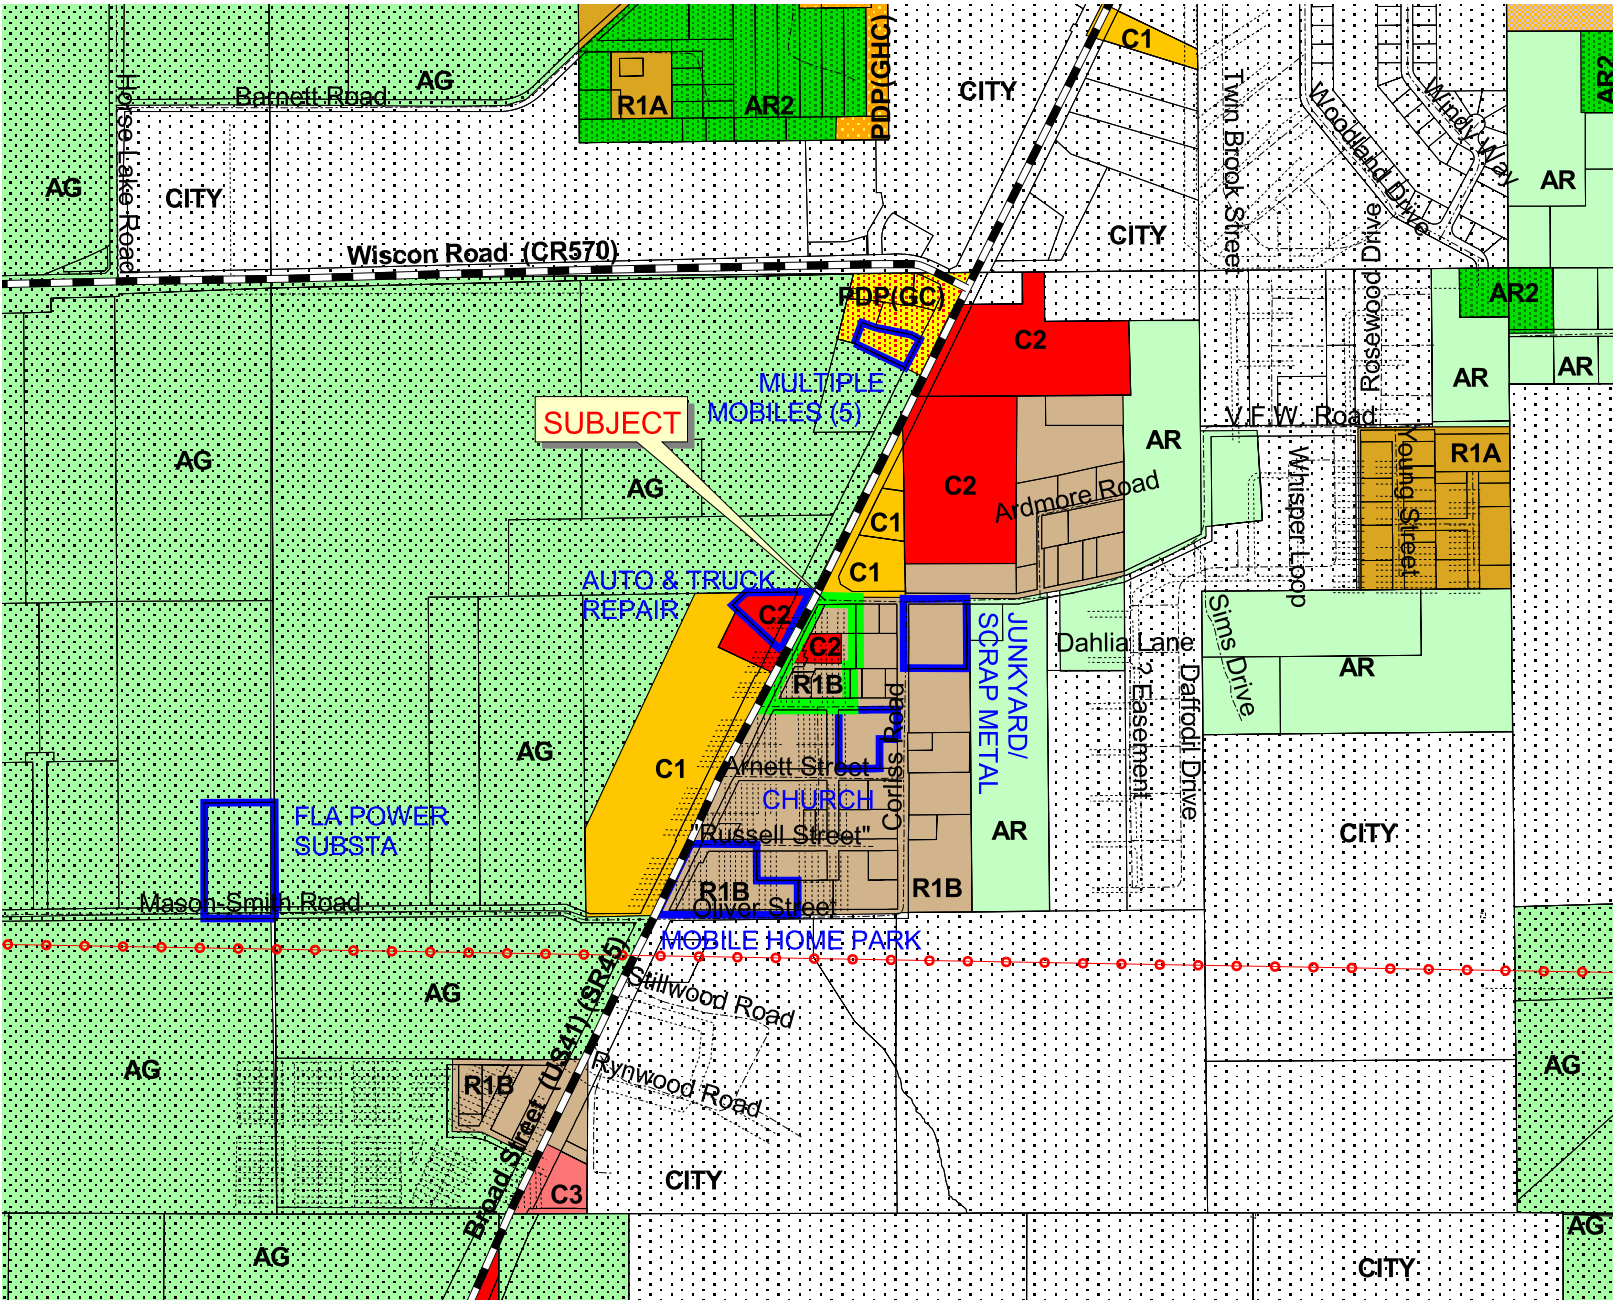 C1
AG
Barnett Road
R1A
AR2
PDP(GHC)
CITY
AR2
Horse Lake Road
Twin Brook Street
Woodland Drive
Windy Way
AG
CITY
AR
CITY
Wiscon Road (CR570)
Rosewood Drive
PDP(GC)
AR2
C2
MULTIPLE
MOBILES (5)
AR
AR
SUBJECT
V.F.W. Road
AR
AG
AG
C2
Ardmore Road
Whisper Loop
Young Street
R1A
C1
C1
AUTO & TRUCK
REPAIR
C2
C2
R1B
JUNKYARD/
SCRAP METAL
Dahlia Lane
Sims Drive
AR
? Easement
Daffodil Drive
Corliss Road
AG
C1
Arnett Street
CHURCH
"Russell Street"
FLA POWER
SUBSTA
AR
CITY
R1B
R1B
Oliver Street
Mason-Smith Road
MOBILE HOME PARK
AG
Stillwood Road
Broad Street (US41) (SR45)
Rynwood Road
AG
R1B
AG
C3
CITY
AG
AG
CITY